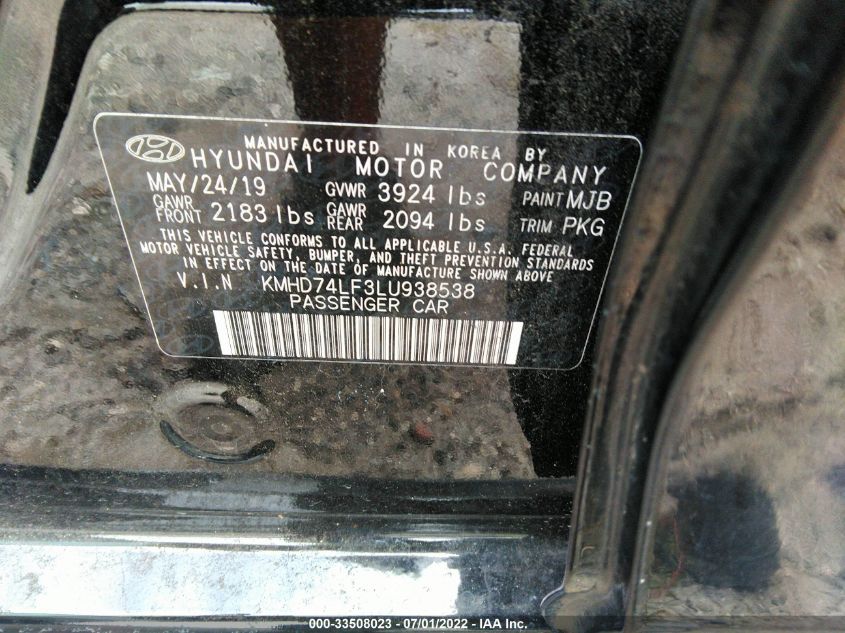 MANUFACTURED IN KOREA BY
HYUNDAI MOTOR COMPANY
MAY/24/19 GVWR 3924 lbs PAINT MJB
GAWR FRONT 2183 lbs GAWR REAR 2094 lbs TRIM PKG
THIS VEHICLE CONFORMS TO ALL APPLICABLE U.S.A. FEDERAL
MOTOR VEHICLE SAFETY, BUMPER, AND THEFT PREVENTION STANDARDS
IN EFFECT ON THE DATE OF MANUFACTURE SHOWN ABOVE
V.I.N KMHD74LF3LU938538
PASSENGER CAR
000-33508023 - 07/01/2022 - IAA Inc.